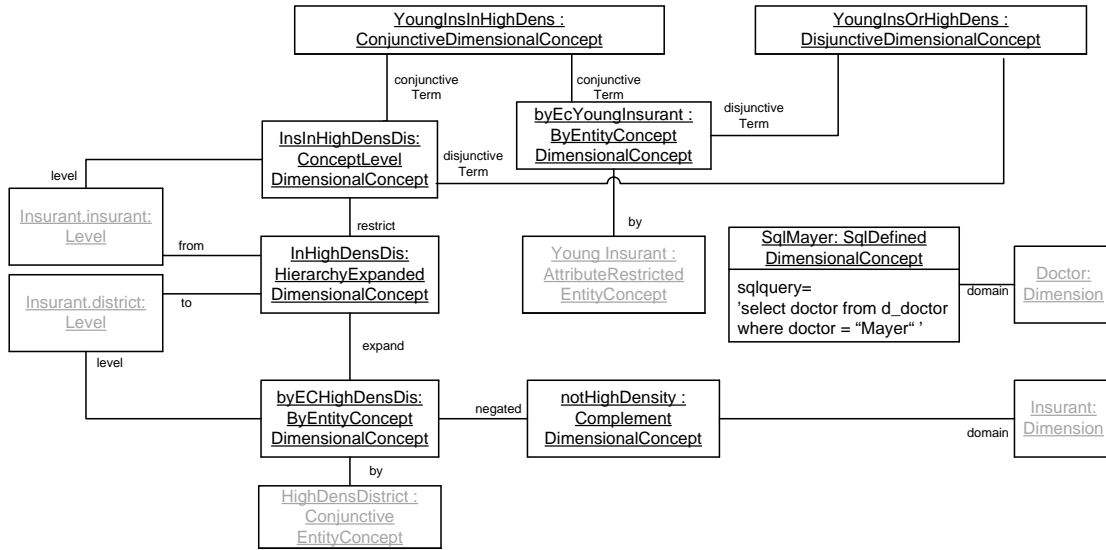 YoungInsInHighDens :
ConjunctiveDimensionalConcept
YoungInsOrHighDens :
DisjunctiveDimensionalConcept
conjunctive
Term
conjunctive
Term
disjunctive
Term
byEcYoungInsurant :
ByEntityConcept
DimensionalConcept
InsInHighDensDis:
ConceptLevel
DimensionalConcept
disjunctive
Term
level
Insurant.insurant:
Level
restrict
by
from
InHighDensDis:
HierarchyExpanded
DimensionalConcept
Young Insurant :
AttributeRestricted
EntityConcept
SqlMayer: SqlDefined
DimensionalConcept
sqlquery=
'select doctor from d_doctor
where doctor = “Mayer“ '
domain
Doctor:
Dimension
Insurant.district:
Level
to
level
expand
byECHighDensDis:
ByEntityConcept
DimensionalConcept
negated
notHighDensity :
Complement
DimensionalConcept
domain
Insurant:
Dimension
by
HighDensDistrict :
Conjunctive
EntityConcept